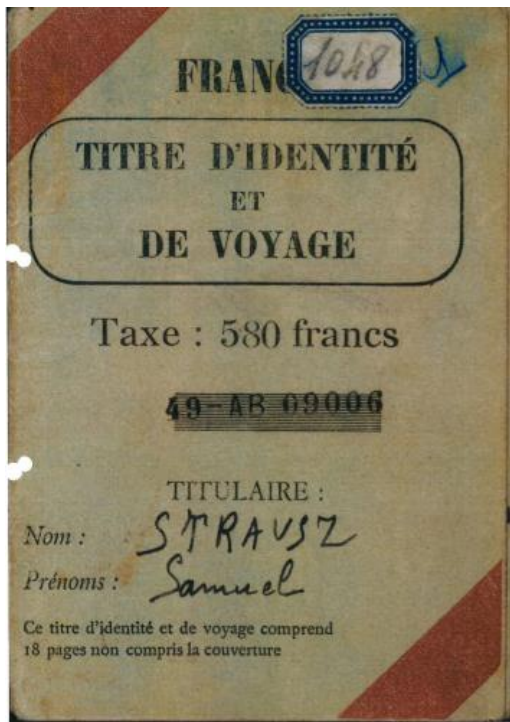 FRANC
1048
TITRE D'IDENTITÉ
ET
DE VOYAGE
Taxe : 580 francs
49-AB 09006
TITULAIRE :
Nom : STRAUSZ
Prénoms : Samuel
Ce titre d'identité et de voyage comprend
18 pages non compris la couverture